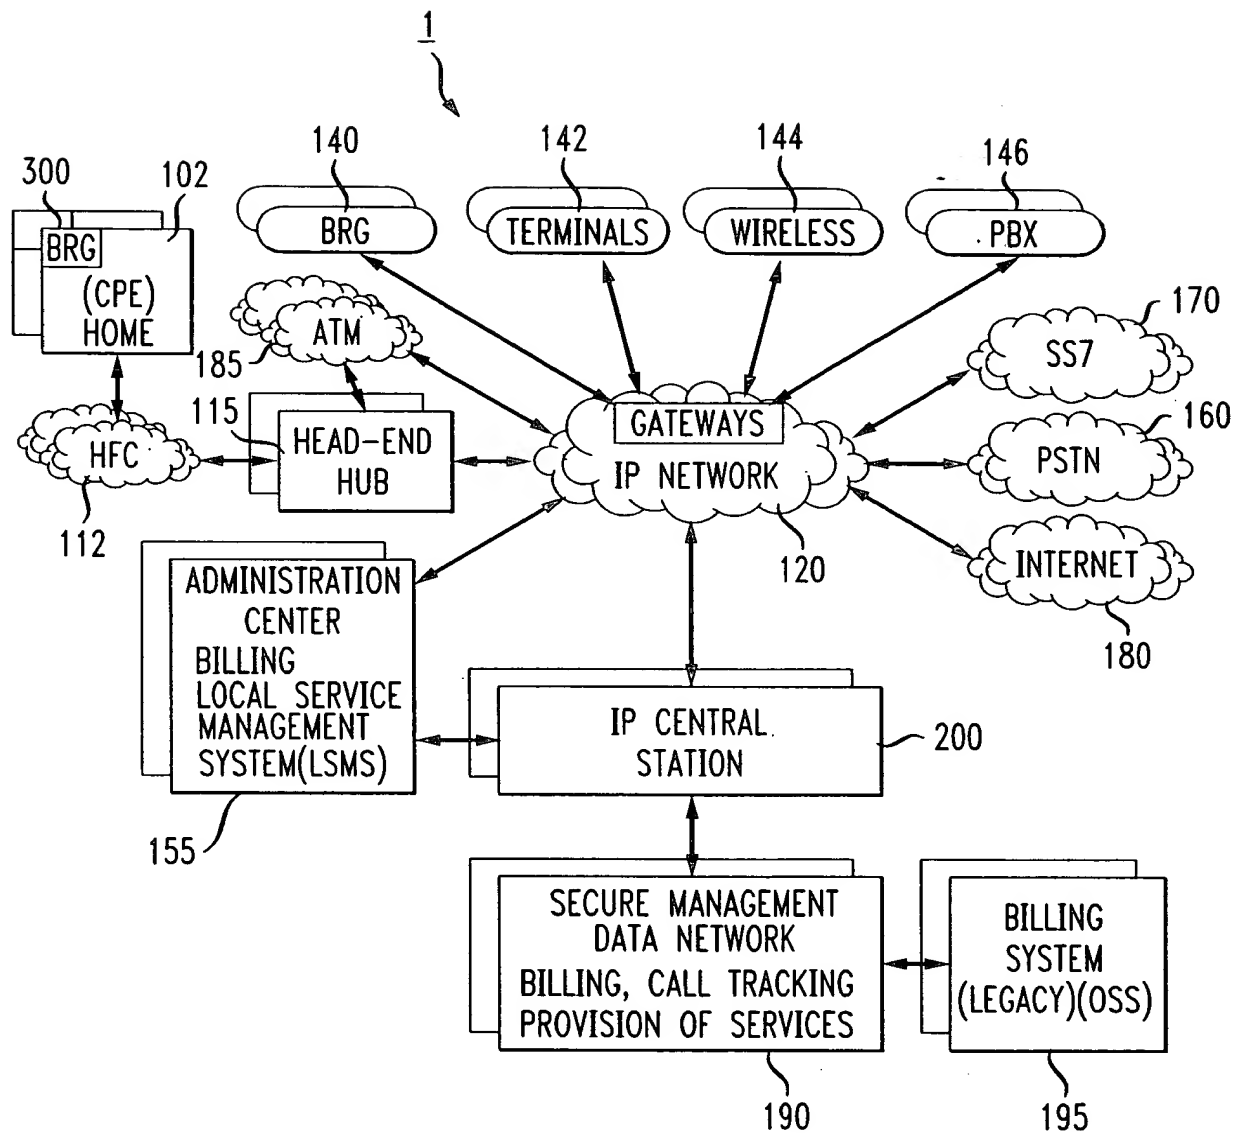 1
140
142
144
146
300
102
BRG
TERMINALS
WIRELESS
PBX
BRG
(CPE)
HOME
ATM
185
170
SS7
GATEWAYS
IP NETWORK
160
PSTN
115
HEAD-END
HUB
HFC
112
120
INTERNET
180
ADMINISTRATION
CENTER
BILLING
LOCAL SERVICE
MANAGEMENT
SYSTEM(LSMS)
155
IP CENTRAL
STATION
200
SECURE MANAGEMENT
DATA NETWORK
BILLING, CALL TRACKING
PROVISION OF SERVICES
190
BILLING
SYSTEM
(LEGACY)(OSS)
195